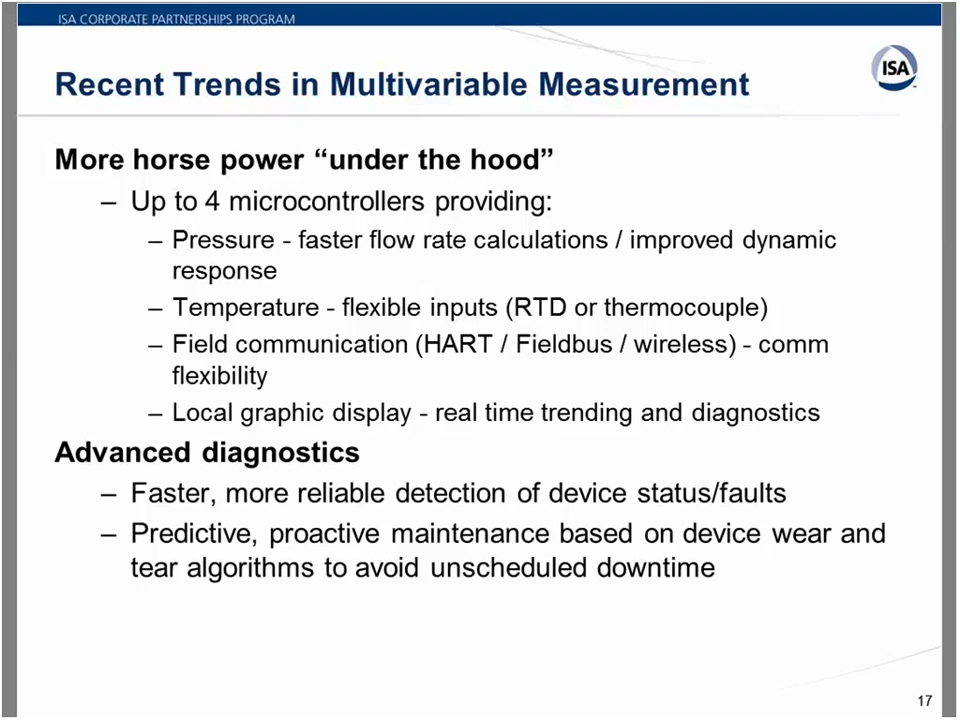 ISA CORPORATE PARTNERSHIPS PROGRAM
Recent Trends in Multivariable Measurement
ISA
More horse power “under the hood”
– Up to 4 microcontrollers providing:
– Pressure - faster flow rate calculations / improved dynamic
response
– Temperature - flexible inputs (RTD or thermocouple)
– Field communication (HART / Fieldbus / wireless) - comm
flexibility
– Local graphic display - real time trending and diagnostics
Advanced diagnostics
– Faster, more reliable detection of device status/faults
– Predictive, proactive maintenance based on device wear and
tear algorithms to avoid unscheduled downtime
17